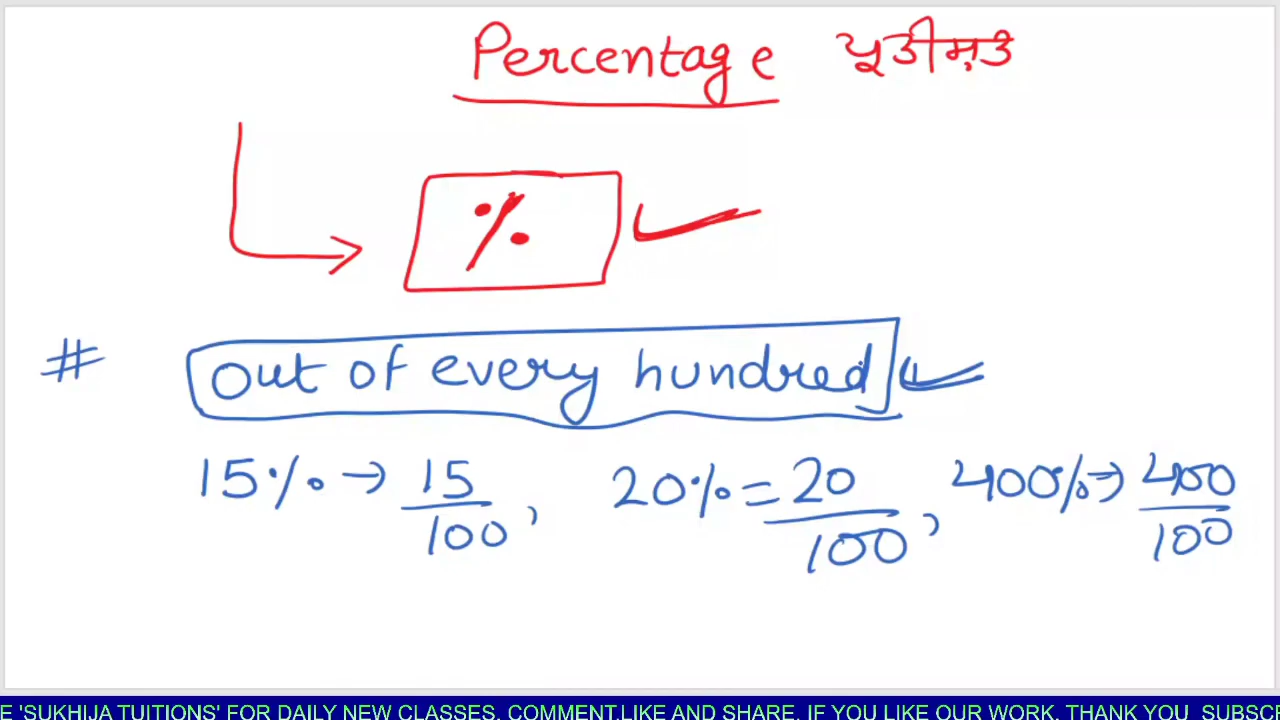 Percentage ਪ੍ਰਤੀਸ਼ਤ
%
# out of every hundred
15% → 15/100, 20% = 20/100, 400% → 400/100
E 'SUKHIJA TUITIONS' FOR DAILY NEW CLASSES. COMMENT,LIKE AND SHARE, IF YOU LIKE OUR WORK. THANK YOU. SUBSC